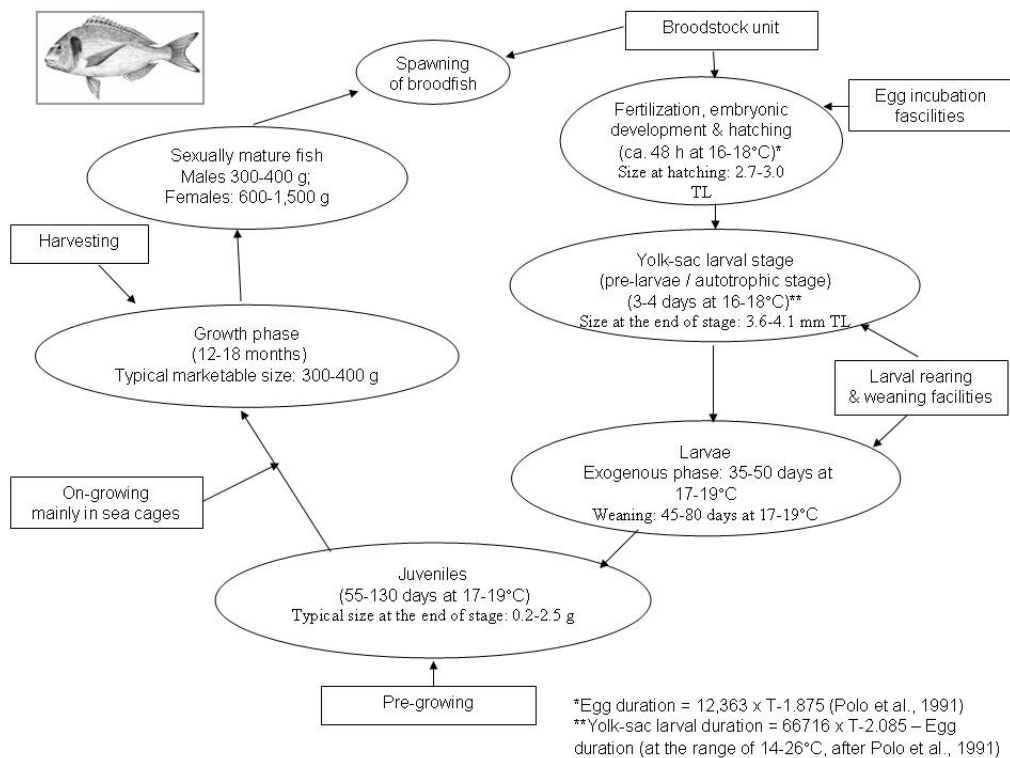 Broodstock unit
Spawning
of broodfish
Fertilization, embryonic
development & hatching
(ca. 48 h at 16-18°C)*
Size at hatching: 2.7-3.0
TL
Egg incubation
fascilities
Sexually mature fish
Males 300-400 g;
Females: 600-1,500 g
Harvesting
Yolk-sac larval stage
(pre-larvae / autotrophic stage)
(3-4 days at 16-18°C)**
Size at the end of stage: 3.6-4.1 mm TL
Growth phase
(12-18 months)
Typical marketable size: 300-400 g
Larval rearing
& weaning facilities
Larvae
Exogenous phase: 35-50 days at
17-19°C
Weaning: 45-80 days at 17-19°C
On-growing
mainly in sea cages
Juveniles
(55-130 days at 17-19°C)
Typical size at the end of stage: 0.2-2.5 g
Pre-growing
*Egg duration = 12,363 x T-1.875 (Polo et al., 1991)
**Yolk-sac larval duration = 66716 x T-2.085 – Egg
duration (at the range of 14-26°C, after Polo et al., 1991)